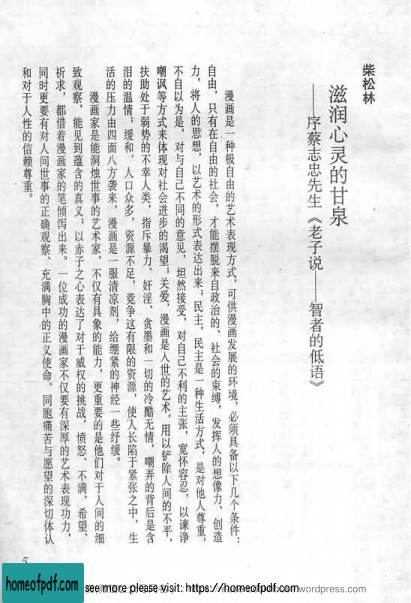 柴松林
滋润心灵的甘泉
——序蔡志忠先生《老子说——智者的低语》
漫画是一种极自由的艺术表现方式,可供漫画发展的环境,必须具备以下几个条件:
自由,只有在自由的社会,才能摆脱来自政治的、社会的束缚,发挥人的想像力、创造
力,将人的思想,以艺术的形式表达出来;民主,民主是一种生活方式,是对他人尊重,
不自以为是,对与自己不同的意见,坦然接受,对自己不利的主张,宽怀容忍,以谏诤
嘲讽等方式来体现对社会进步的渴望;关爱,漫画是人世的艺术,用以铲除人间的不平,
扶助处于弱势的不幸人类,指斥暴力、奸淫、贪墨和一切的冷酷无情,嘲弄的背后是含
泪的温情;缓和,人口众多,资源不足,竞争这有限的资源,使人长陷于紧张之中,生
活的压力由四面八方袭来,漫画是一服清凉剂,给绷紧的神经一些纾缓。
漫画家是能洞烛世事的艺术家,不仅有具象的能力,更重要的是他们对于人间的细
致观察,能见到蕴含的真义;以赤子之心表达了对于威权的挑战,愤怒、不满、希望、
祈求,都借着漫画家的笔倾泻出来。一位成功的漫画家不仅要有深厚的艺术表现功力,
同时更要有对人间世事的正确观察、充满胸中的正义使命、同胞痛苦与愿望的深切体认
和对于人性的信赖尊重。
5
homeofpdf.com
see more please visit: https://homeofpdf.com
wordpress.com